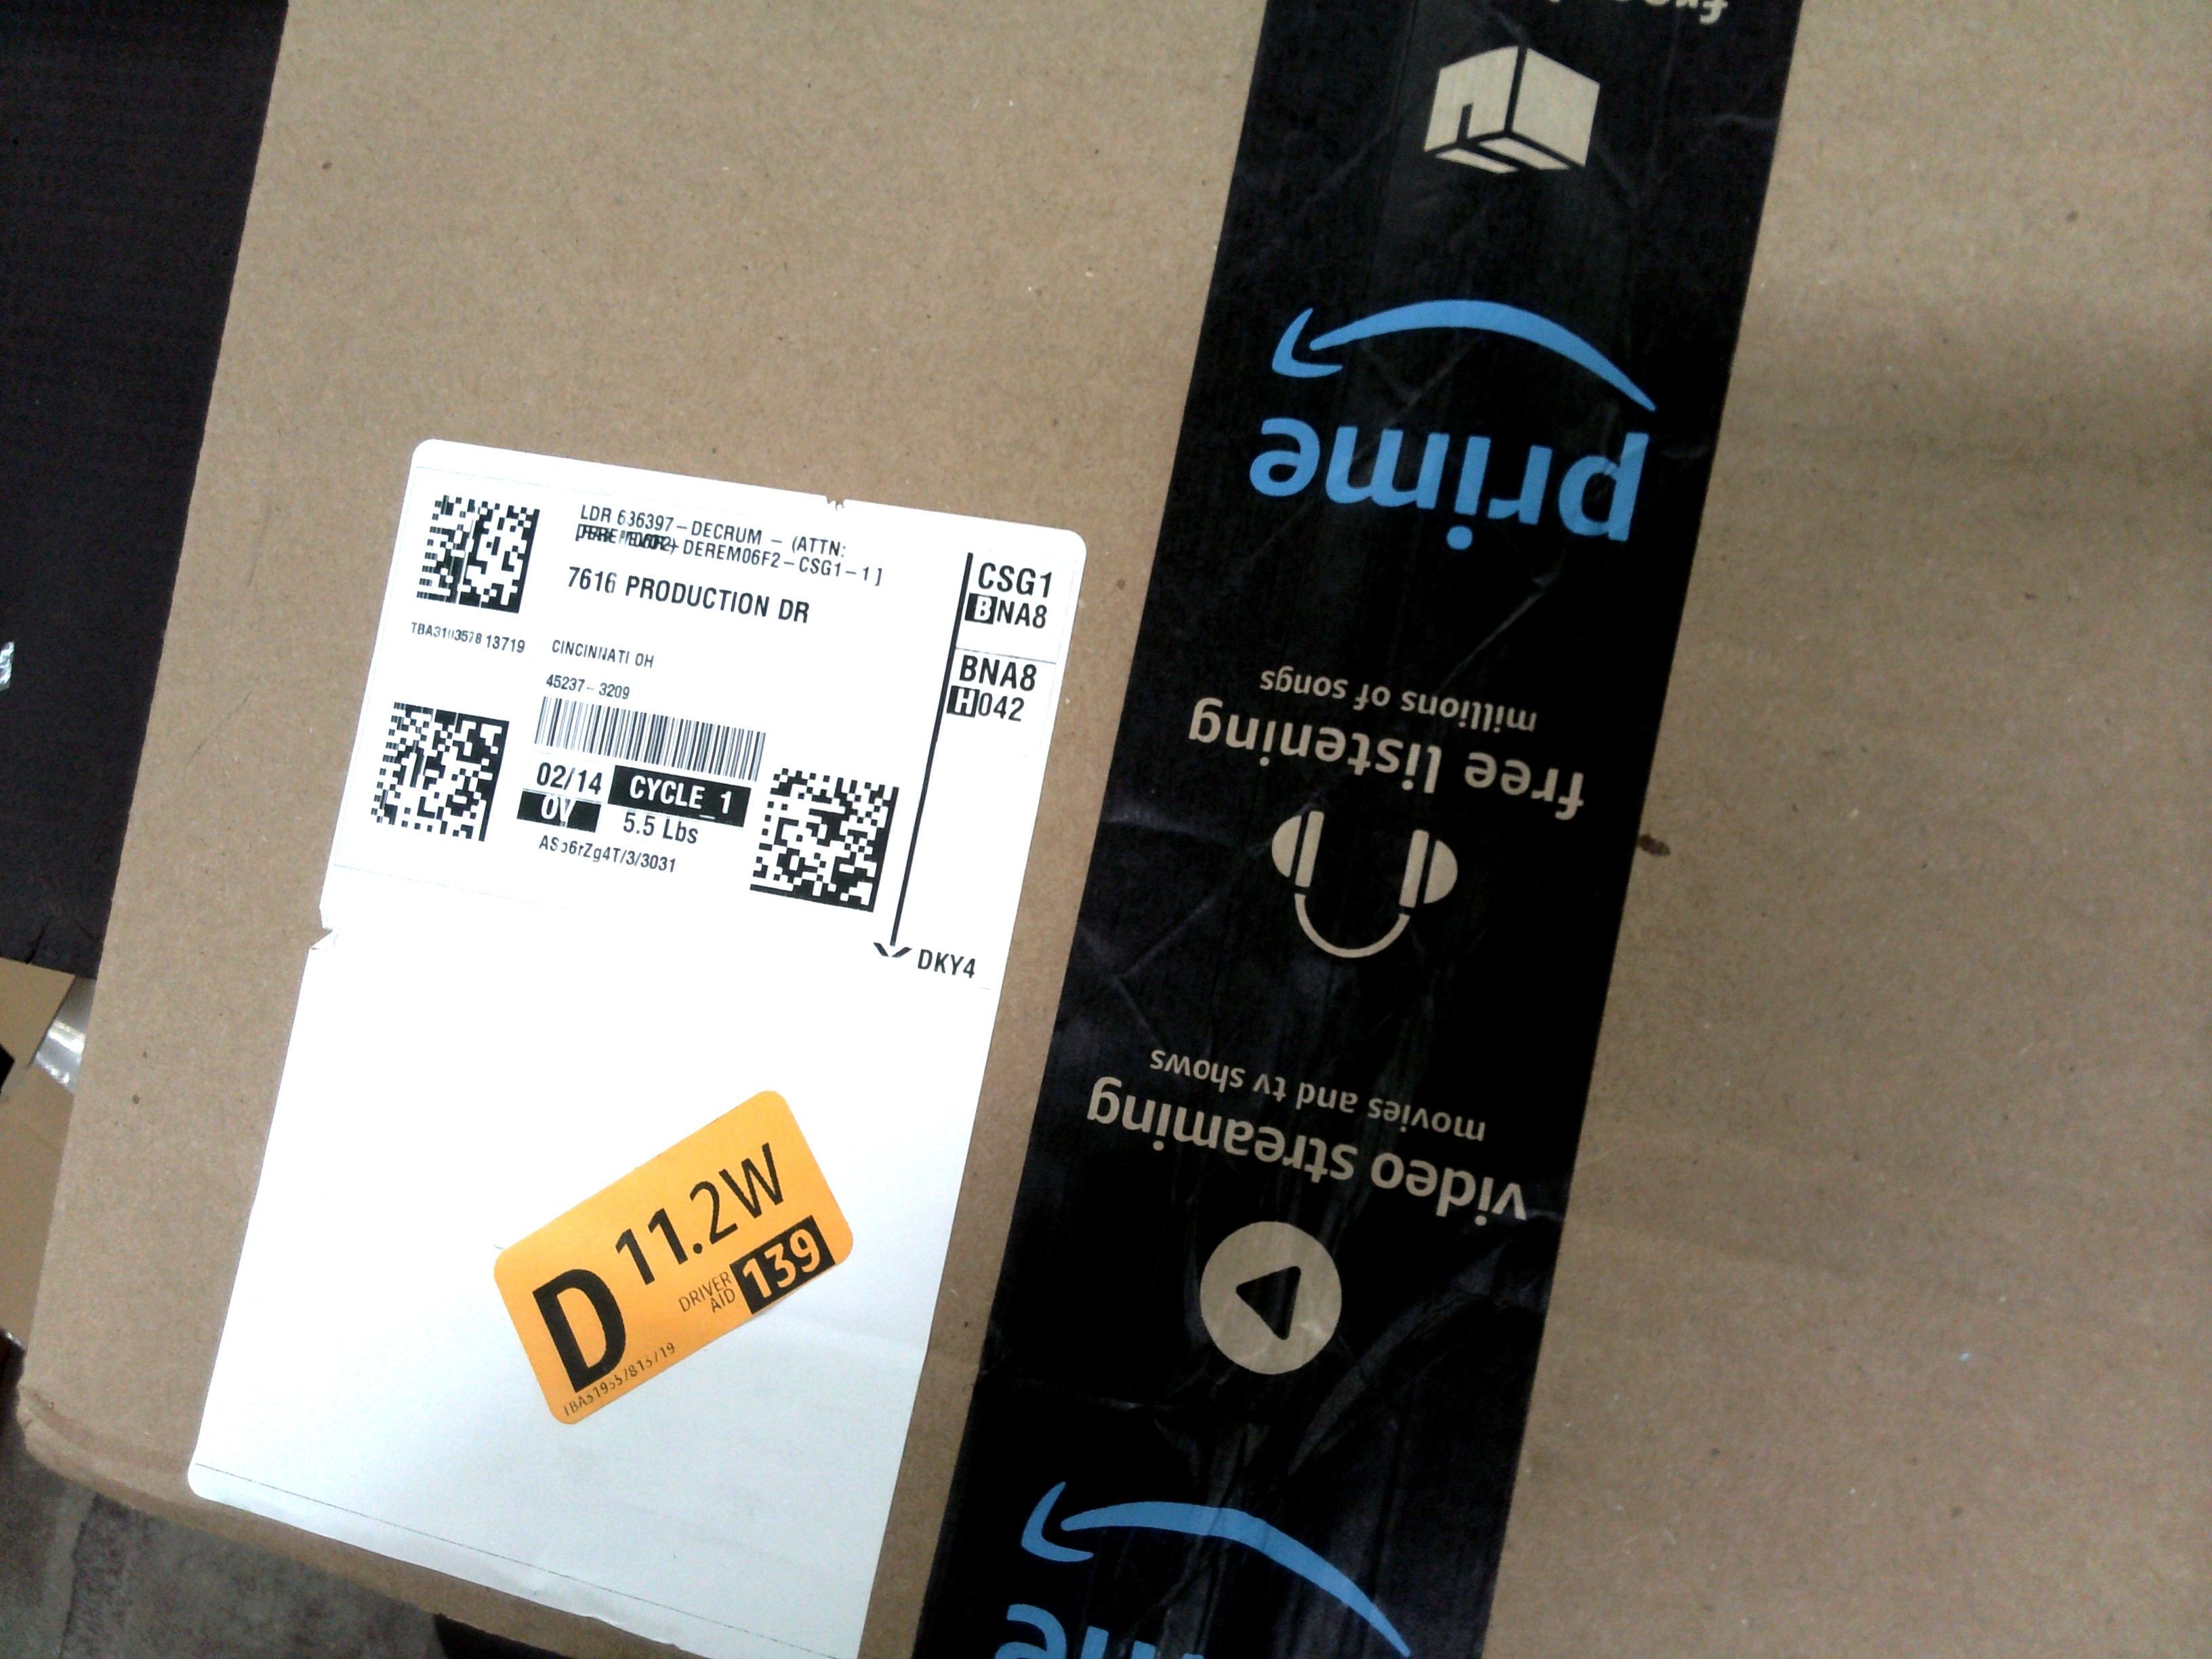 LDR 636397-DECRUM - (ATTN:
DEREM06F2-CSG1-1 ]
7616 PRODUCTION DR
CINCINNATI OH
45237-3209
CSG1
BNA8
BNA8
H042
02/14
CYCLE 1
5.5 Lbs
DKY4
D
11.2W
DRIVER
AID
139
prime
free listening
millions of songs
video streaming
movies and tv shows